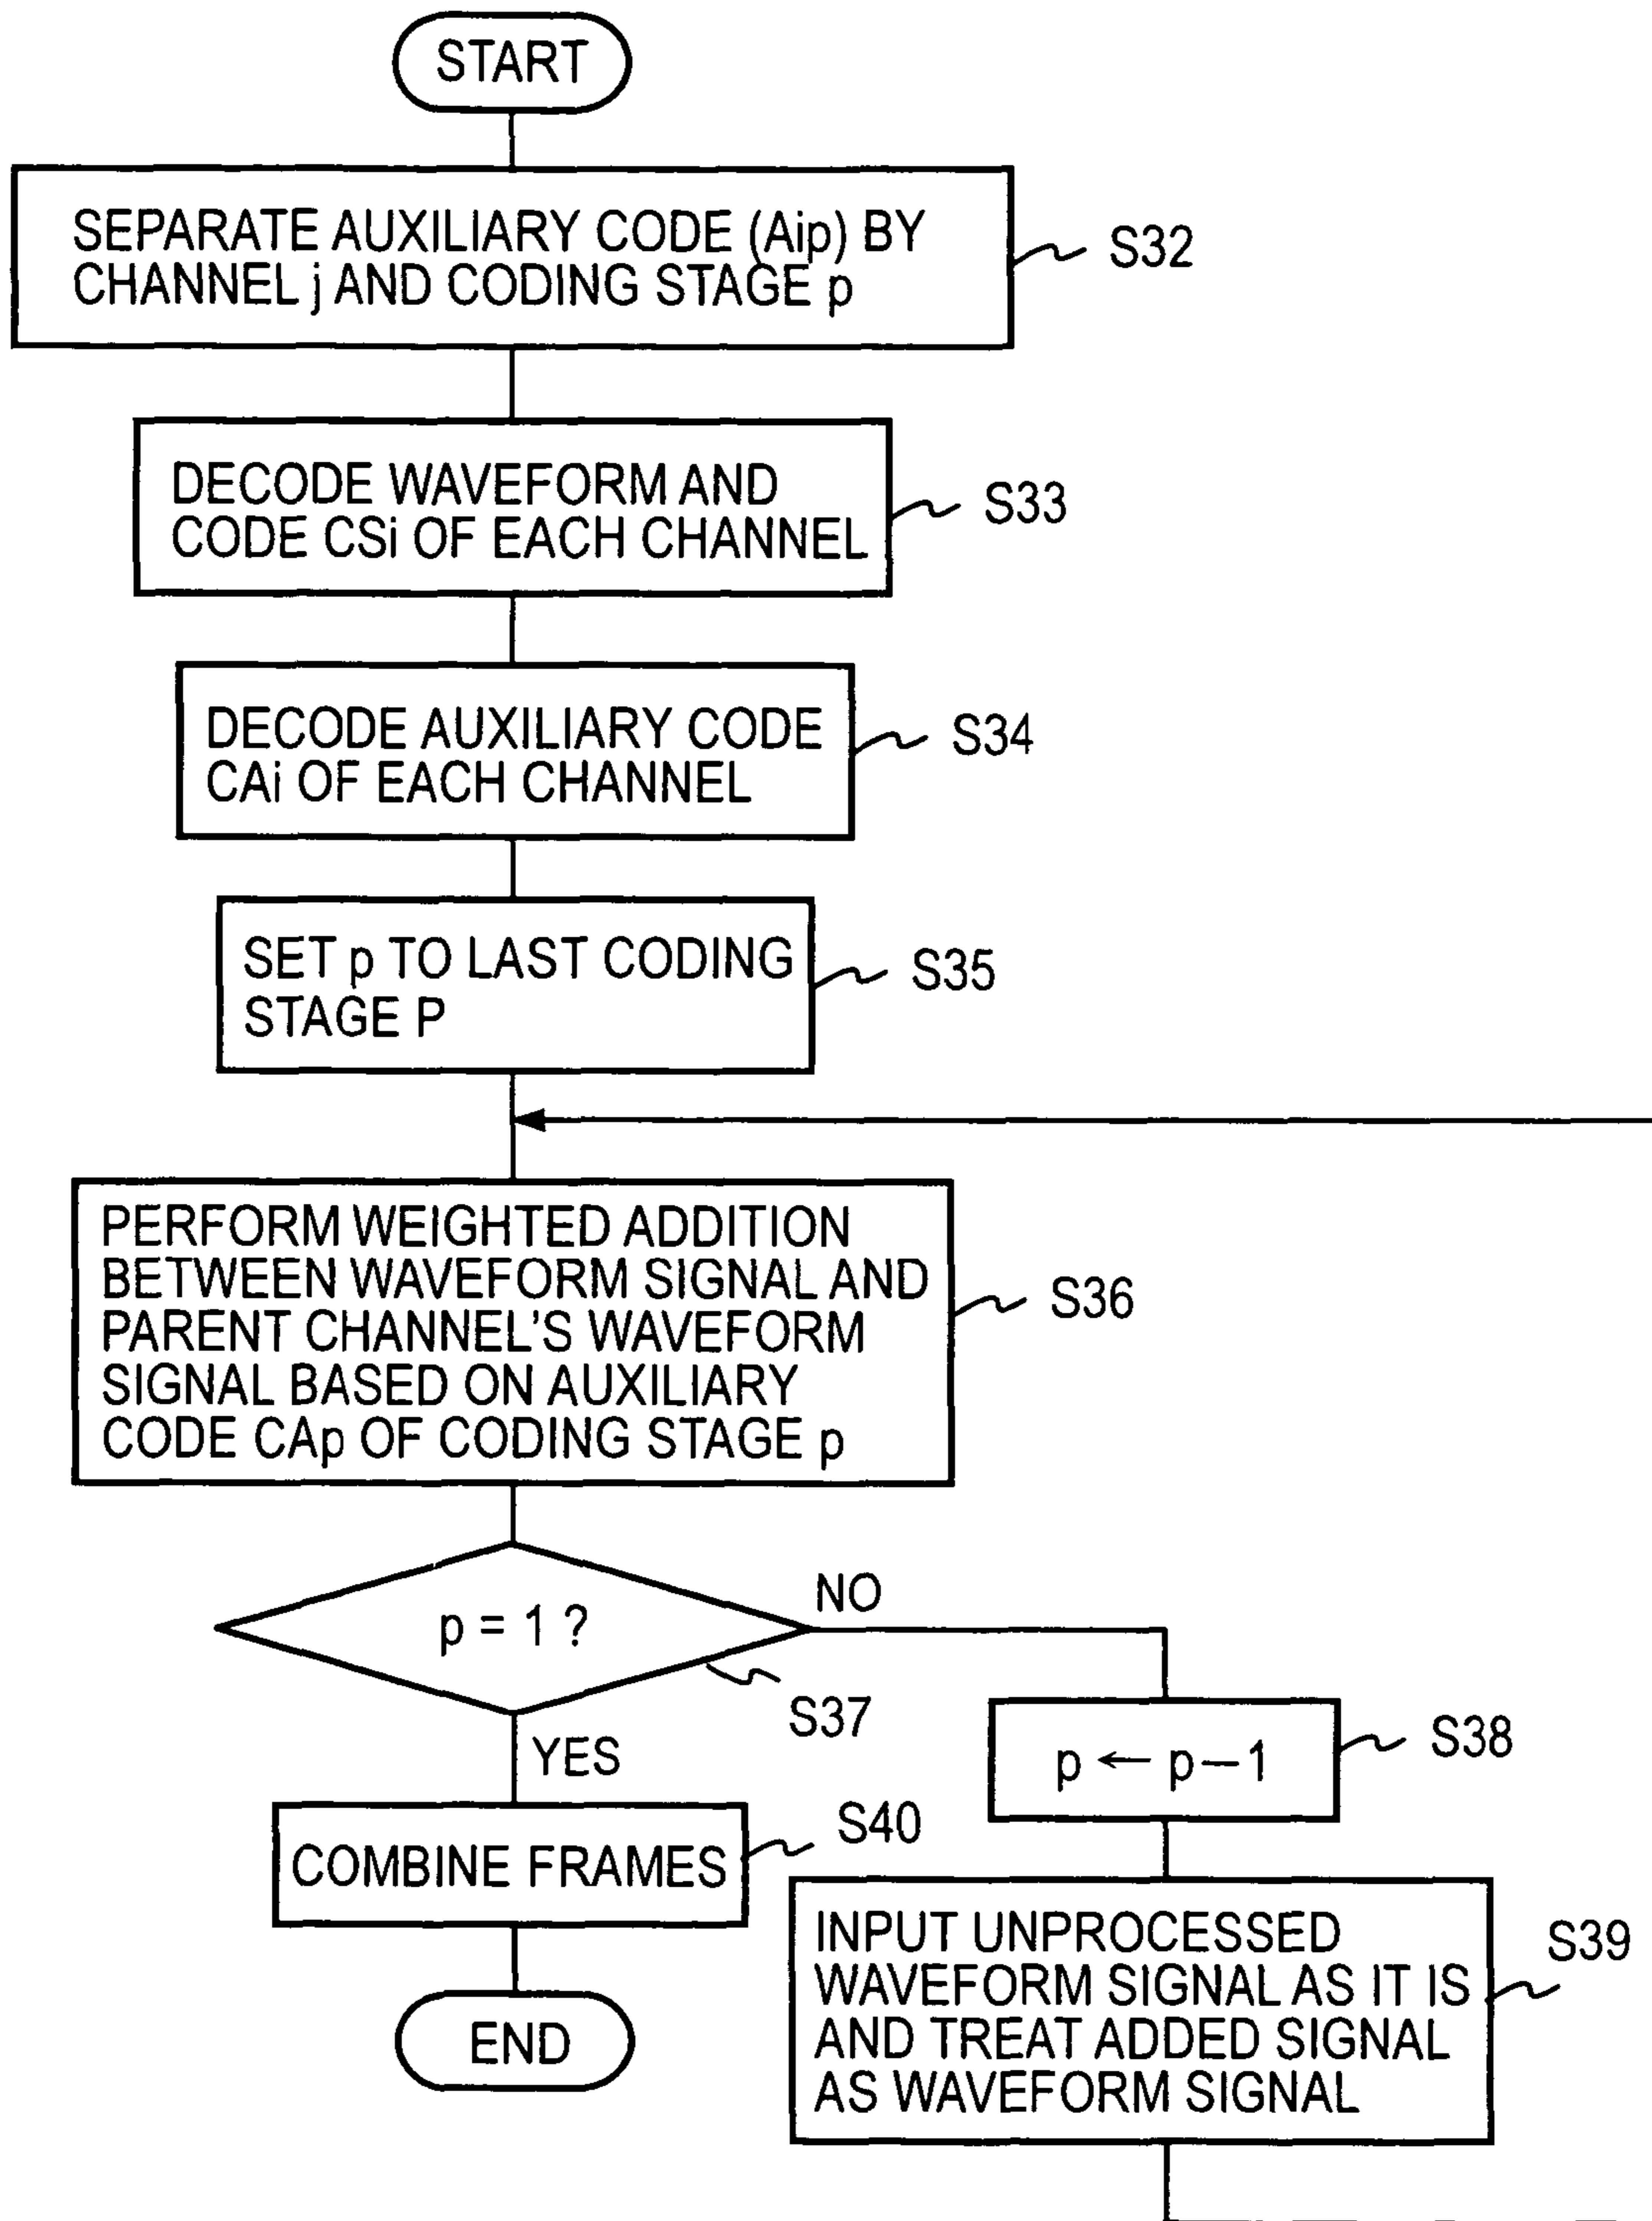 START
SEPARATE AUXILIARY CODE (Aip) BY
CHANNEL j AND CODING STAGE p
S32
DECODE WAVEFORM AND
CODE CSi OF EACH CHANNEL
S33
DECODE AUXILIARY CODE
CAi OF EACH CHANNEL
S34
SET p TO LAST CODING
STAGE P
S35
PERFORM WEIGHTED ADDITION
BETWEEN WAVEFORM SIGNAL AND
PARENT CHANNEL'S WAVEFORM
SIGNAL BASED ON AUXILIARY
CODE CAp OF CODING STAGE p
S36
p = 1 ?
NO
S37
YES
p ← p—1
S38
COMBINE FRAMES
S40
INPUT UNPROCESSED
WAVEFORM SIGNAL AS IT IS
AND TREAT ADDED SIGNAL
AS WAVEFORM SIGNAL
S39
END